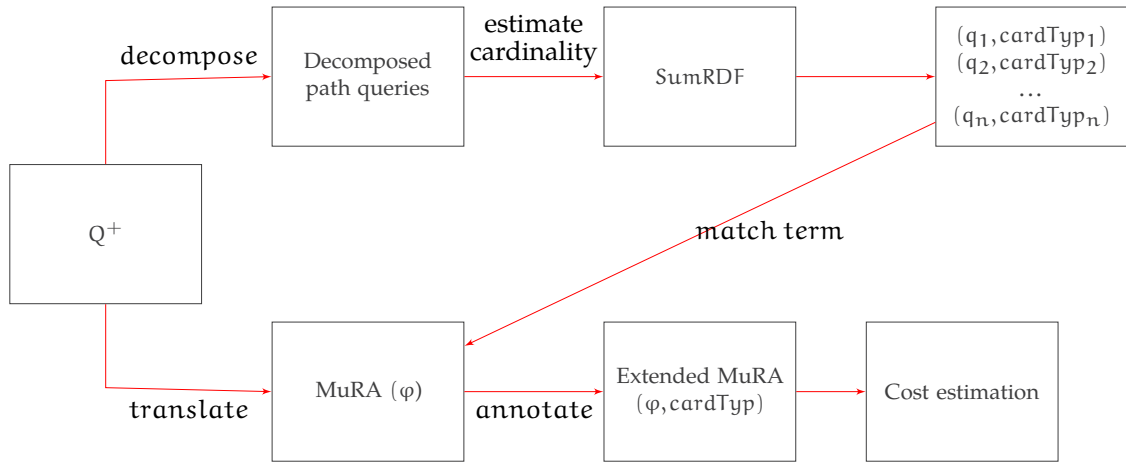 decompose
Decomposed
path queries
estimate
cardinality
SumRDF
(q₁,cardTyp₁)
(q₂,cardTyp₂)
...
(qₙ,cardTypₙ)
Q⁺
match term
translate
MuRA (φ)
annotate
Extended MuRA
(φ,cardTyp)
Cost estimation